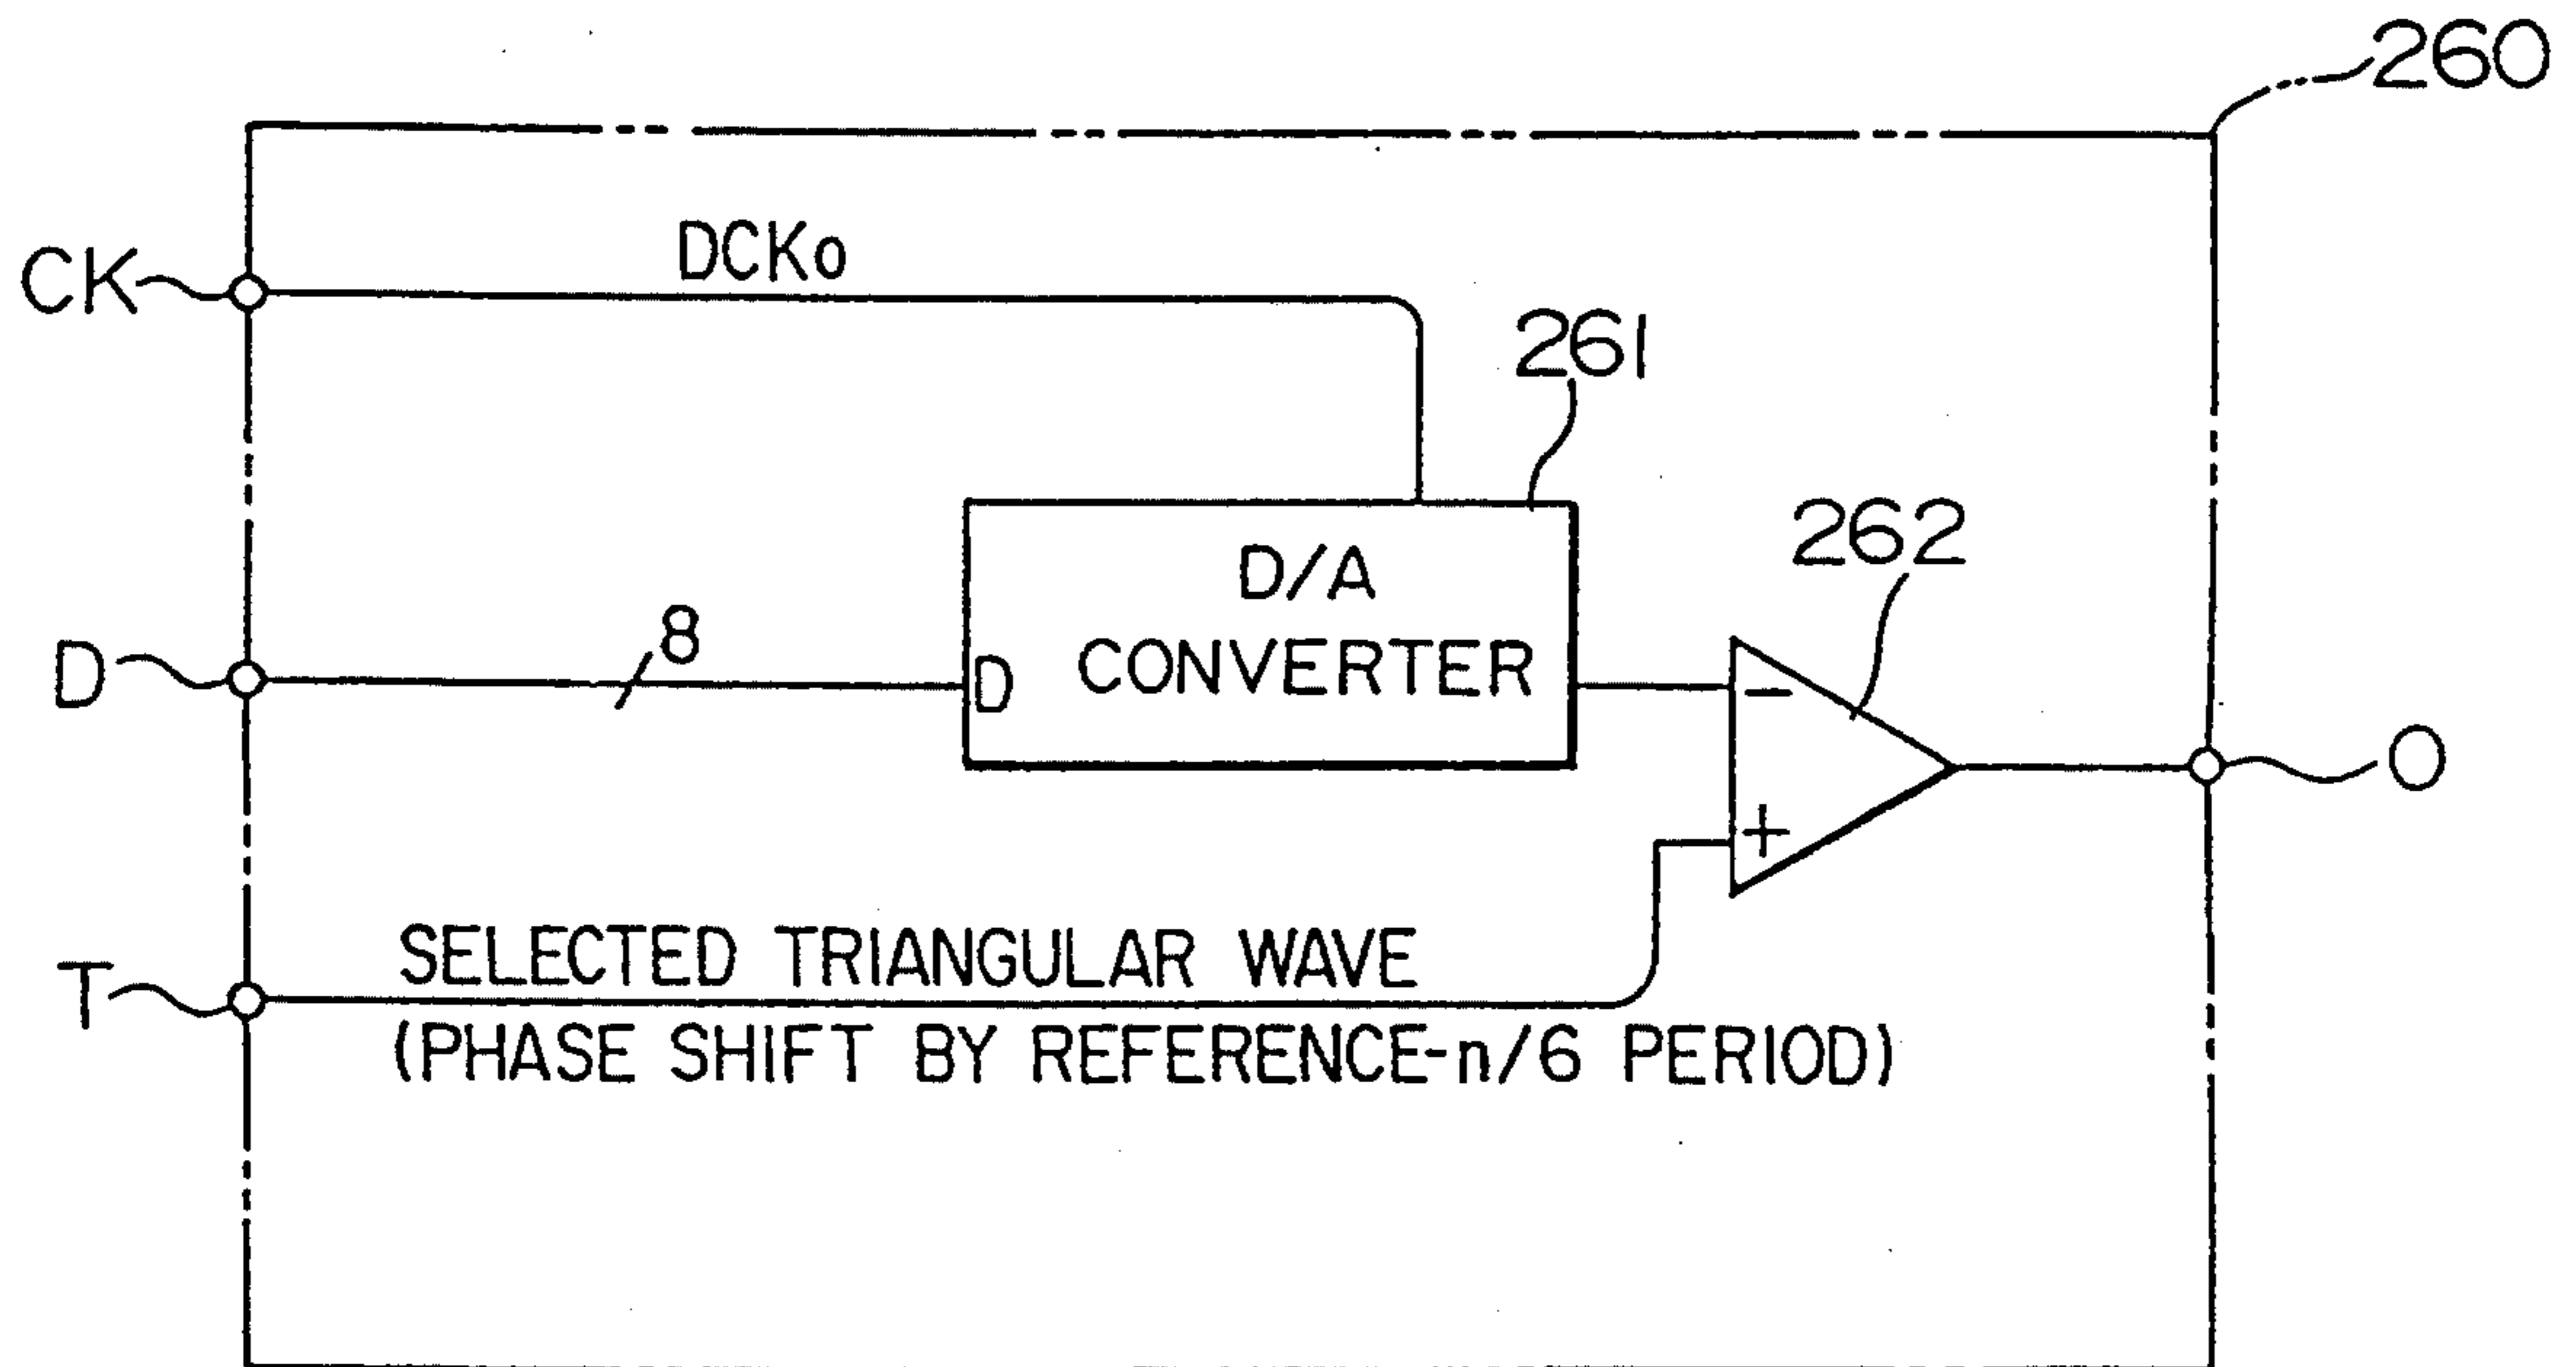 260
CK
DCKo
261
D/A
CONVERTER
262
D
8
D
−
+
O
T
SELECTED TRIANGULAR WAVE
(PHASE SHIFT BY REFERENCE-n/6 PERIOD)